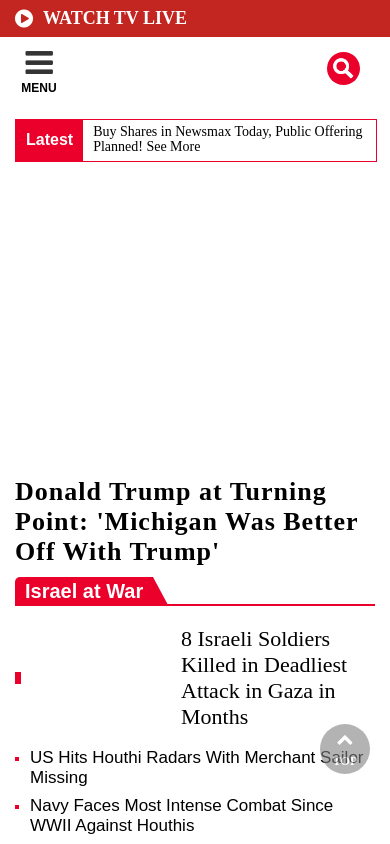 WATCH TV LIVE
MENU
Latest
Buy Shares in Newsmax Today, Public Offering
Planned! See More
Donald Trump at Turning
Point: 'Michigan Was Better
Off With Trump'
Israel at War
8 Israeli Soldiers
Killed in Deadliest
Attack in Gaza in
Months
US Hits Houthi Radars With Merchant Sailor
Missing
TOP
Navy Faces Most Intense Combat Since
WWII Against Houthis